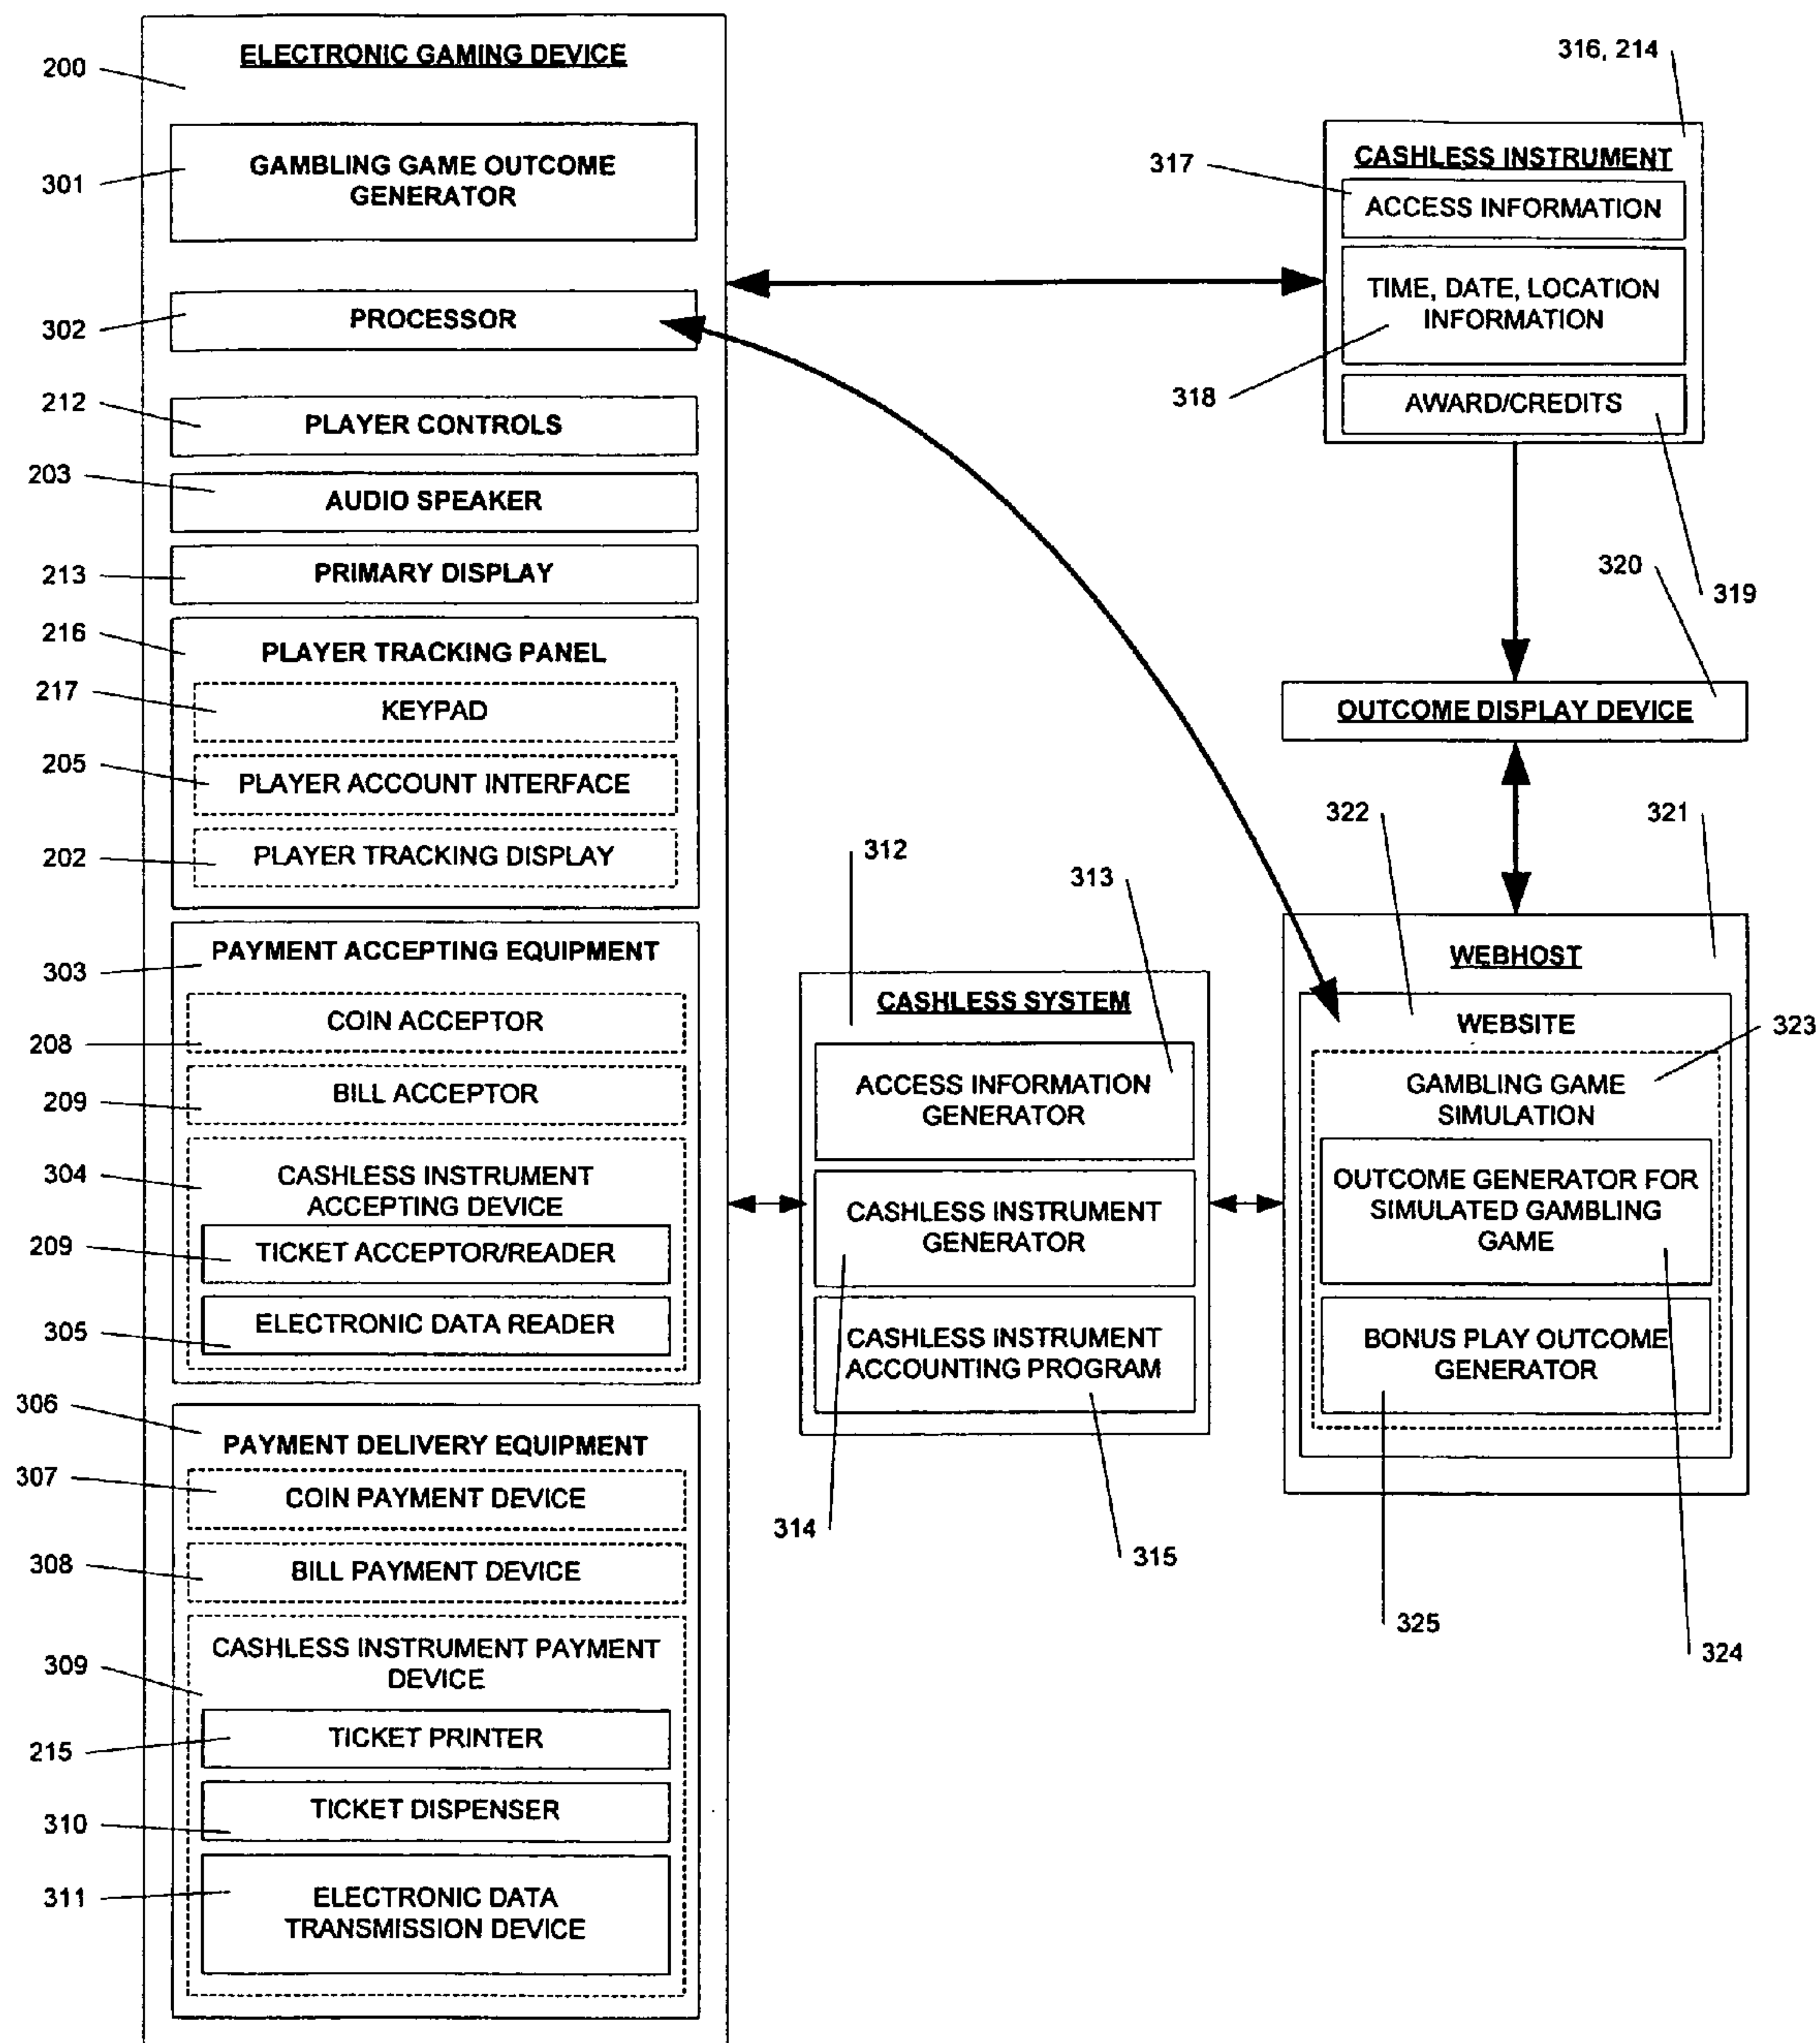 ELECTRONIC GAMING DEVICE
200
GAMBLING GAME OUTCOME
GENERATOR
301
PROCESSOR
302
212
PLAYER CONTROLS
203
AUDIO SPEAKER
213
PRIMARY DISPLAY
216
PLAYER TRACKING PANEL
217
KEYPAD
205
PLAYER ACCOUNT INTERFACE
202
PLAYER TRACKING DISPLAY
PAYMENT ACCEPTING EQUIPMENT
303
COIN ACCEPTOR
208
BILL ACCEPTOR
209
304
CASHLESS INSTRUMENT
ACCEPTING DEVICE
209
TICKET ACCEPTOR/READER
305
ELECTRONIC DATA READER
306
PAYMENT DELIVERY EQUIPMENT
307
COIN PAYMENT DEVICE
308
BILL PAYMENT DEVICE
CASHLESS INSTRUMENT PAYMENT
DEVICE
309
TICKET PRINTER
215
TICKET DISPENSER
310
311
ELECTRONIC DATA
TRANSMISSION DEVICE
312
313
CASHLESS SYSTEM
ACCESS INFORMATION
GENERATOR
CASHLESS INSTRUMENT
GENERATOR
CASHLESS INSTRUMENT
ACCOUNTING PROGRAM
314
315
316, 214
317
CASHLESS INSTRUMENT
ACCESS INFORMATION
TIME, DATE, LOCATION
INFORMATION
318
AWARD/CREDITS
319
320
OUTCOME DISPLAY DEVICE
322
321
WEBHOST
WEBSITE
323
GAMBLING GAME
SIMULATION
OUTCOME GENERATOR FOR
SIMULATED GAMBLING
GAME
BONUS PLAY OUTCOME
GENERATOR
325
324